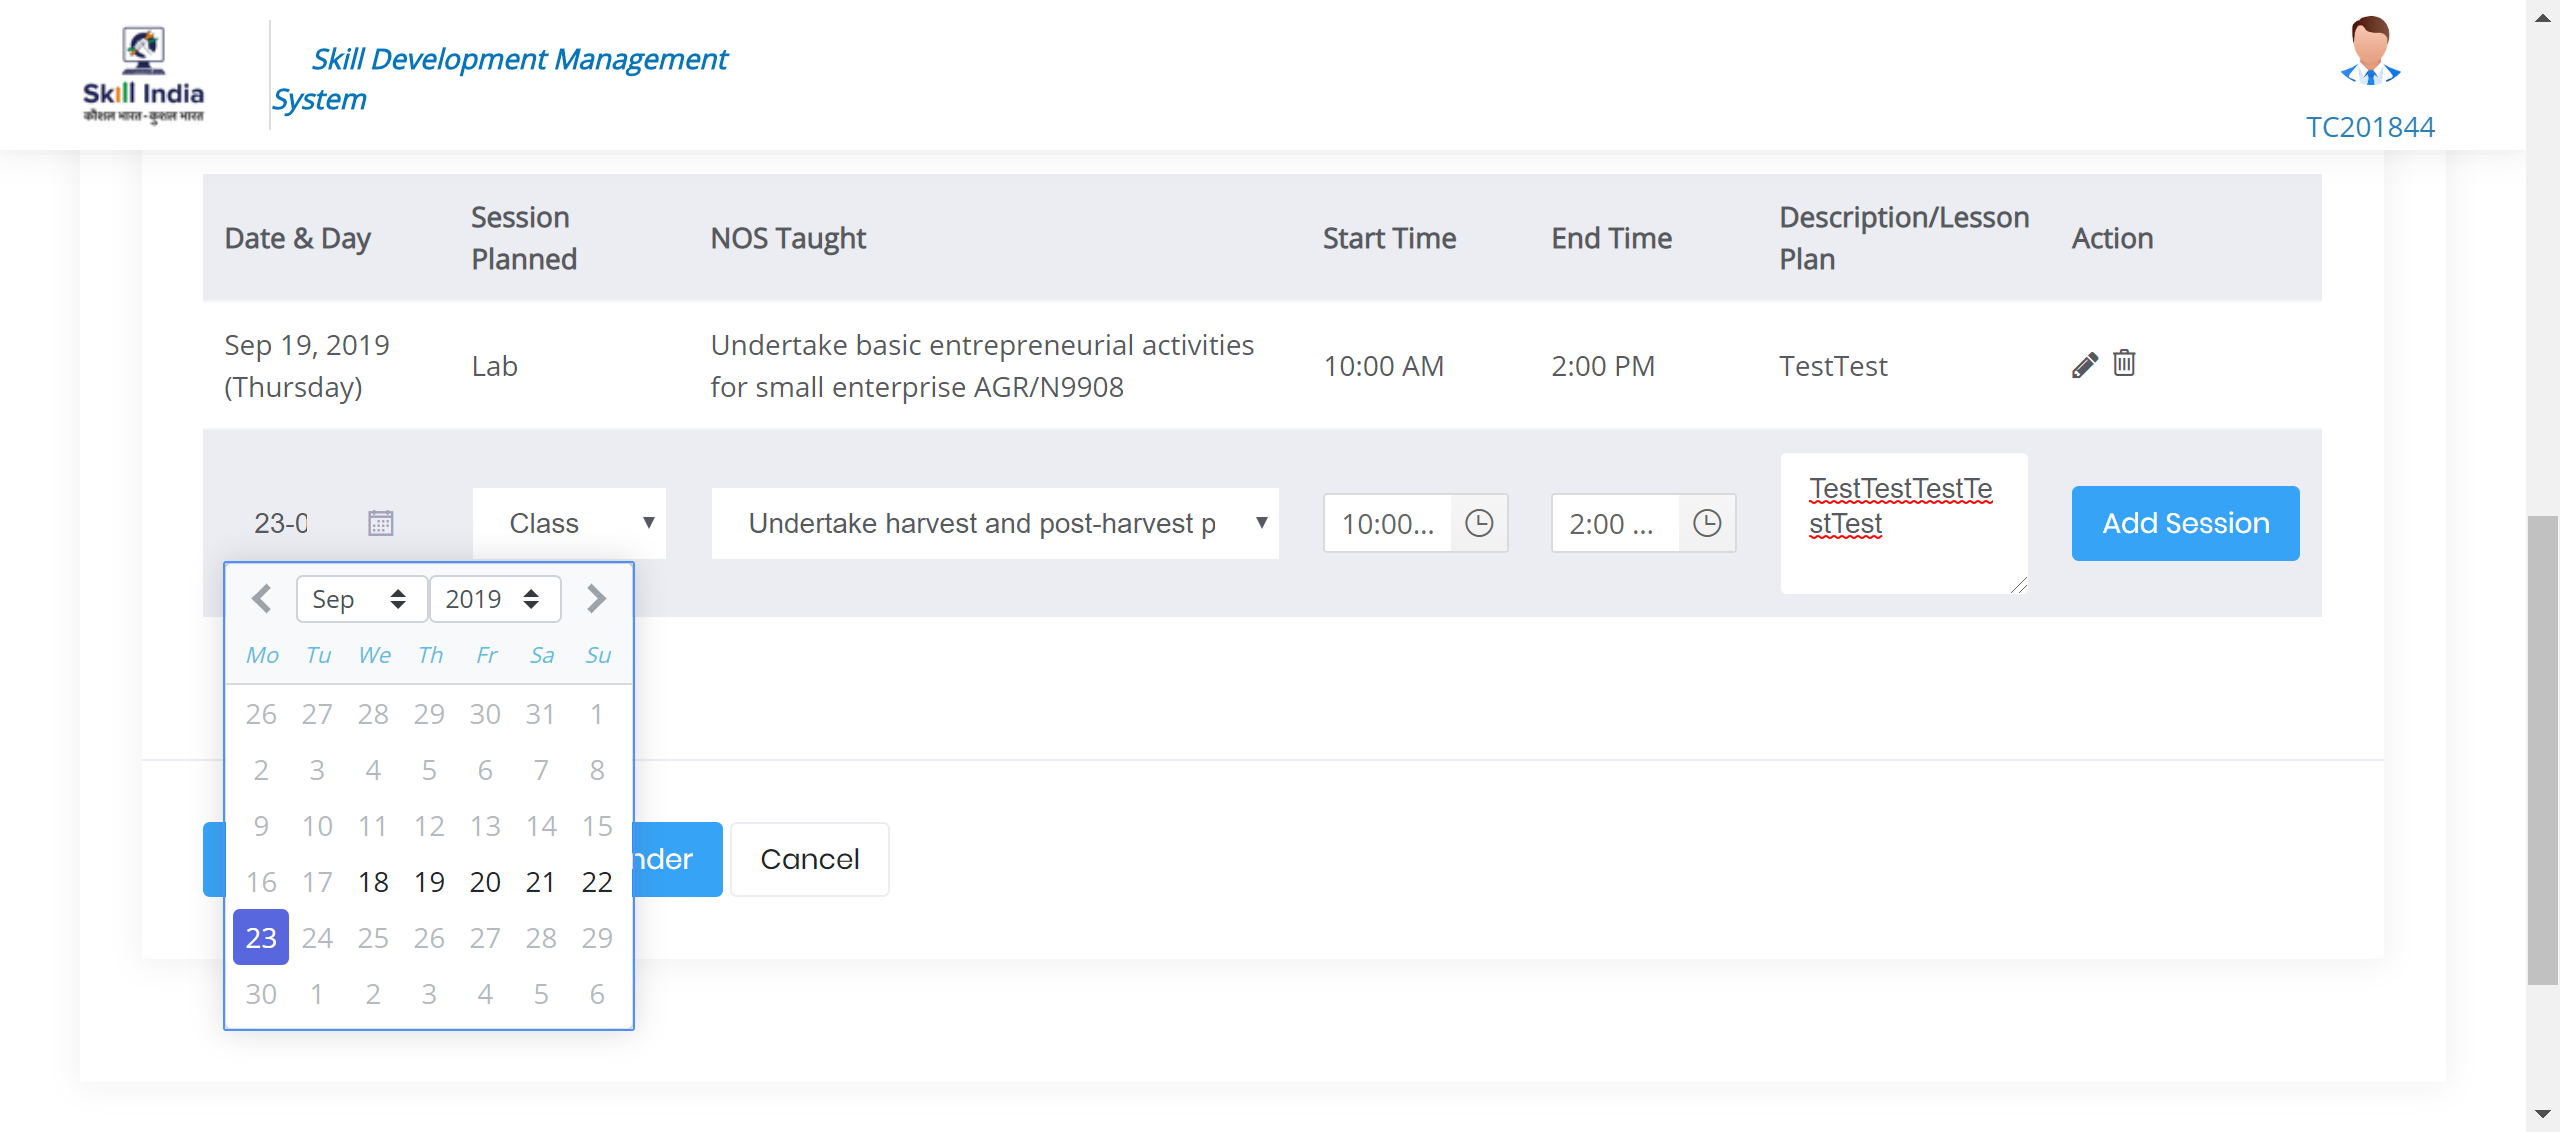 Skill India
कौशल भारत - कुशल भारत
Skill Development Management
System
TC201844
Date & Day
Session
Planned
NOS Taught
Start Time
End Time
Description/Lesson
Plan
Action
Sep 19, 2019
(Thursday)
Lab
Undertake basic entrepreneurial activities
for small enterprise AGR/N9908
10:00 AM
2:00 PM
TestTest
23-0
Class
Undertake harvest and post-harvest p
10:00...
2:00 ...
TestTestTestTe
stTest
Add Session
Sep 2019
Mo Tu We Th Fr Sa Su
26 27 28 29 30 31 1
2 3 4 5 6 7 8
9 10 11 12 13 14 15
16 17 18 19 20 21 22
23 24 25 26 27 28 29
30 1 2 3 4 5 6
nder
Cancel